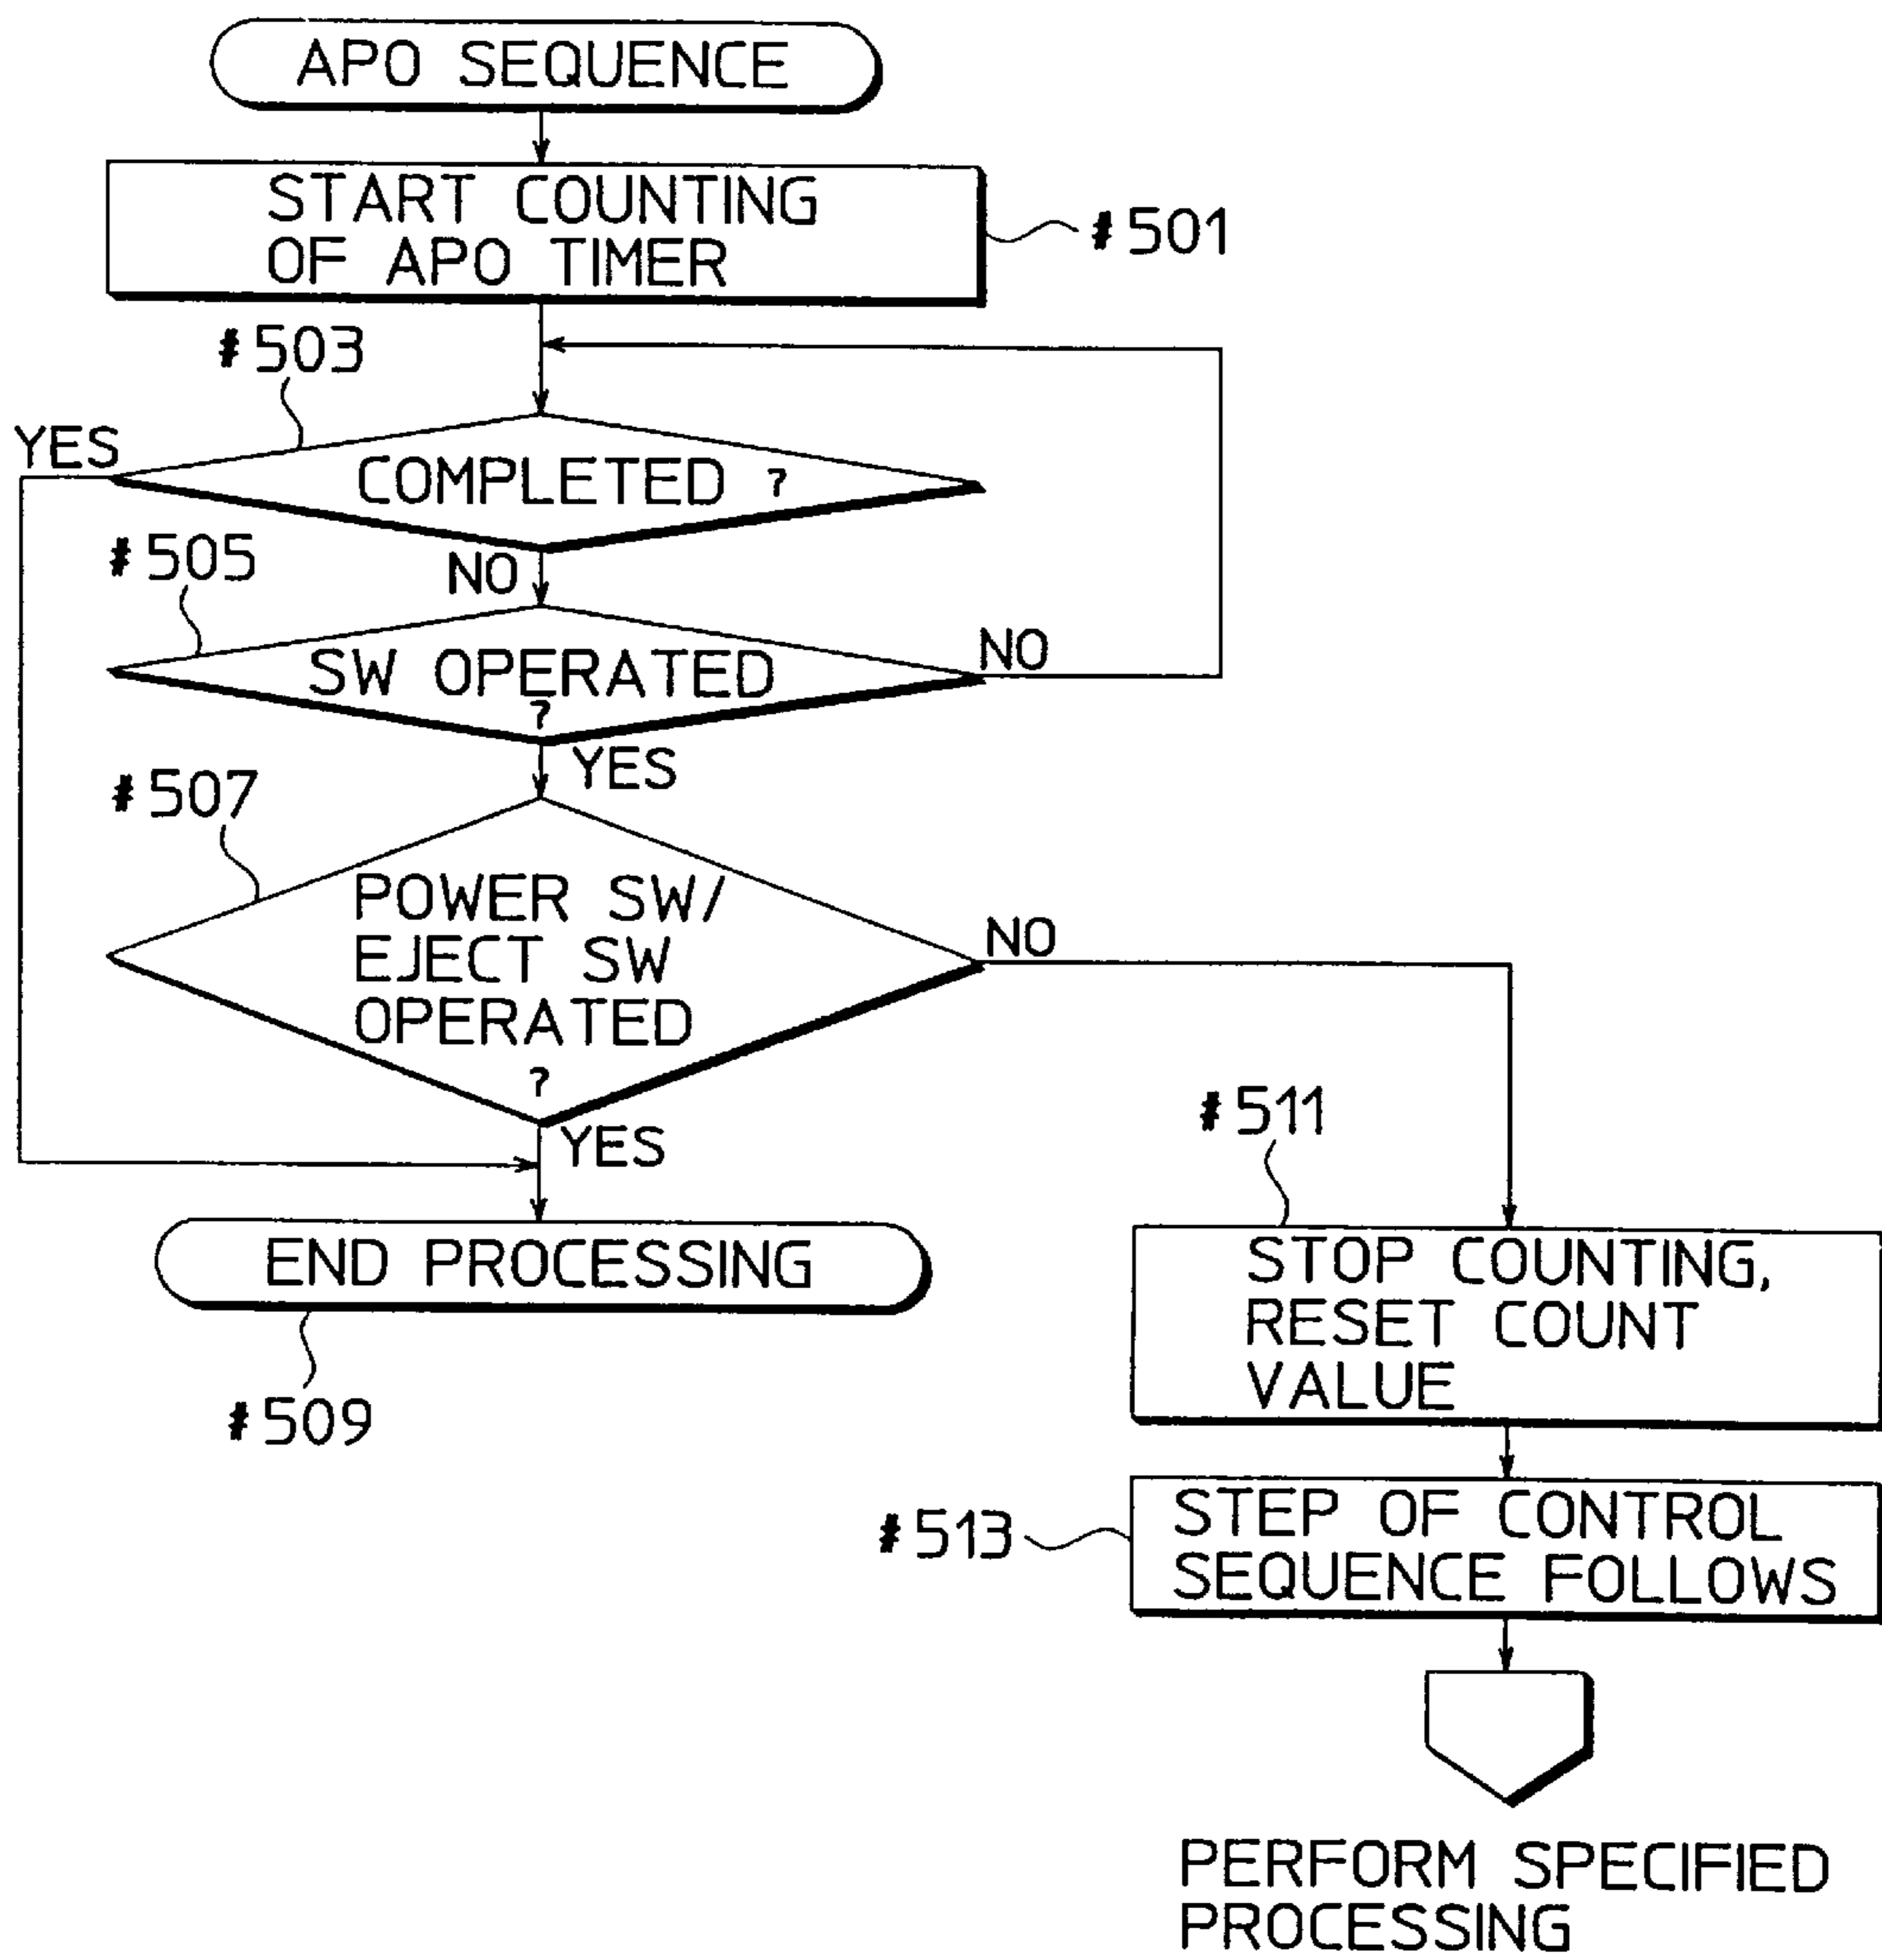 APO SEQUENCE
START COUNTING
OF APO TIMER
#501
#503
YES
COMPLETED ?
NO
#505
SW OPERATED
?
NO
YES
#507
POWER SW/
EJECT SW
OPERATED
?
NO
YES
END PROCESSING
#509
#511
STOP COUNTING,
RESET COUNT
VALUE
#513
STEP OF CONTROL
SEQUENCE FOLLOWS
PERFORM SPECIFIED
PROCESSING